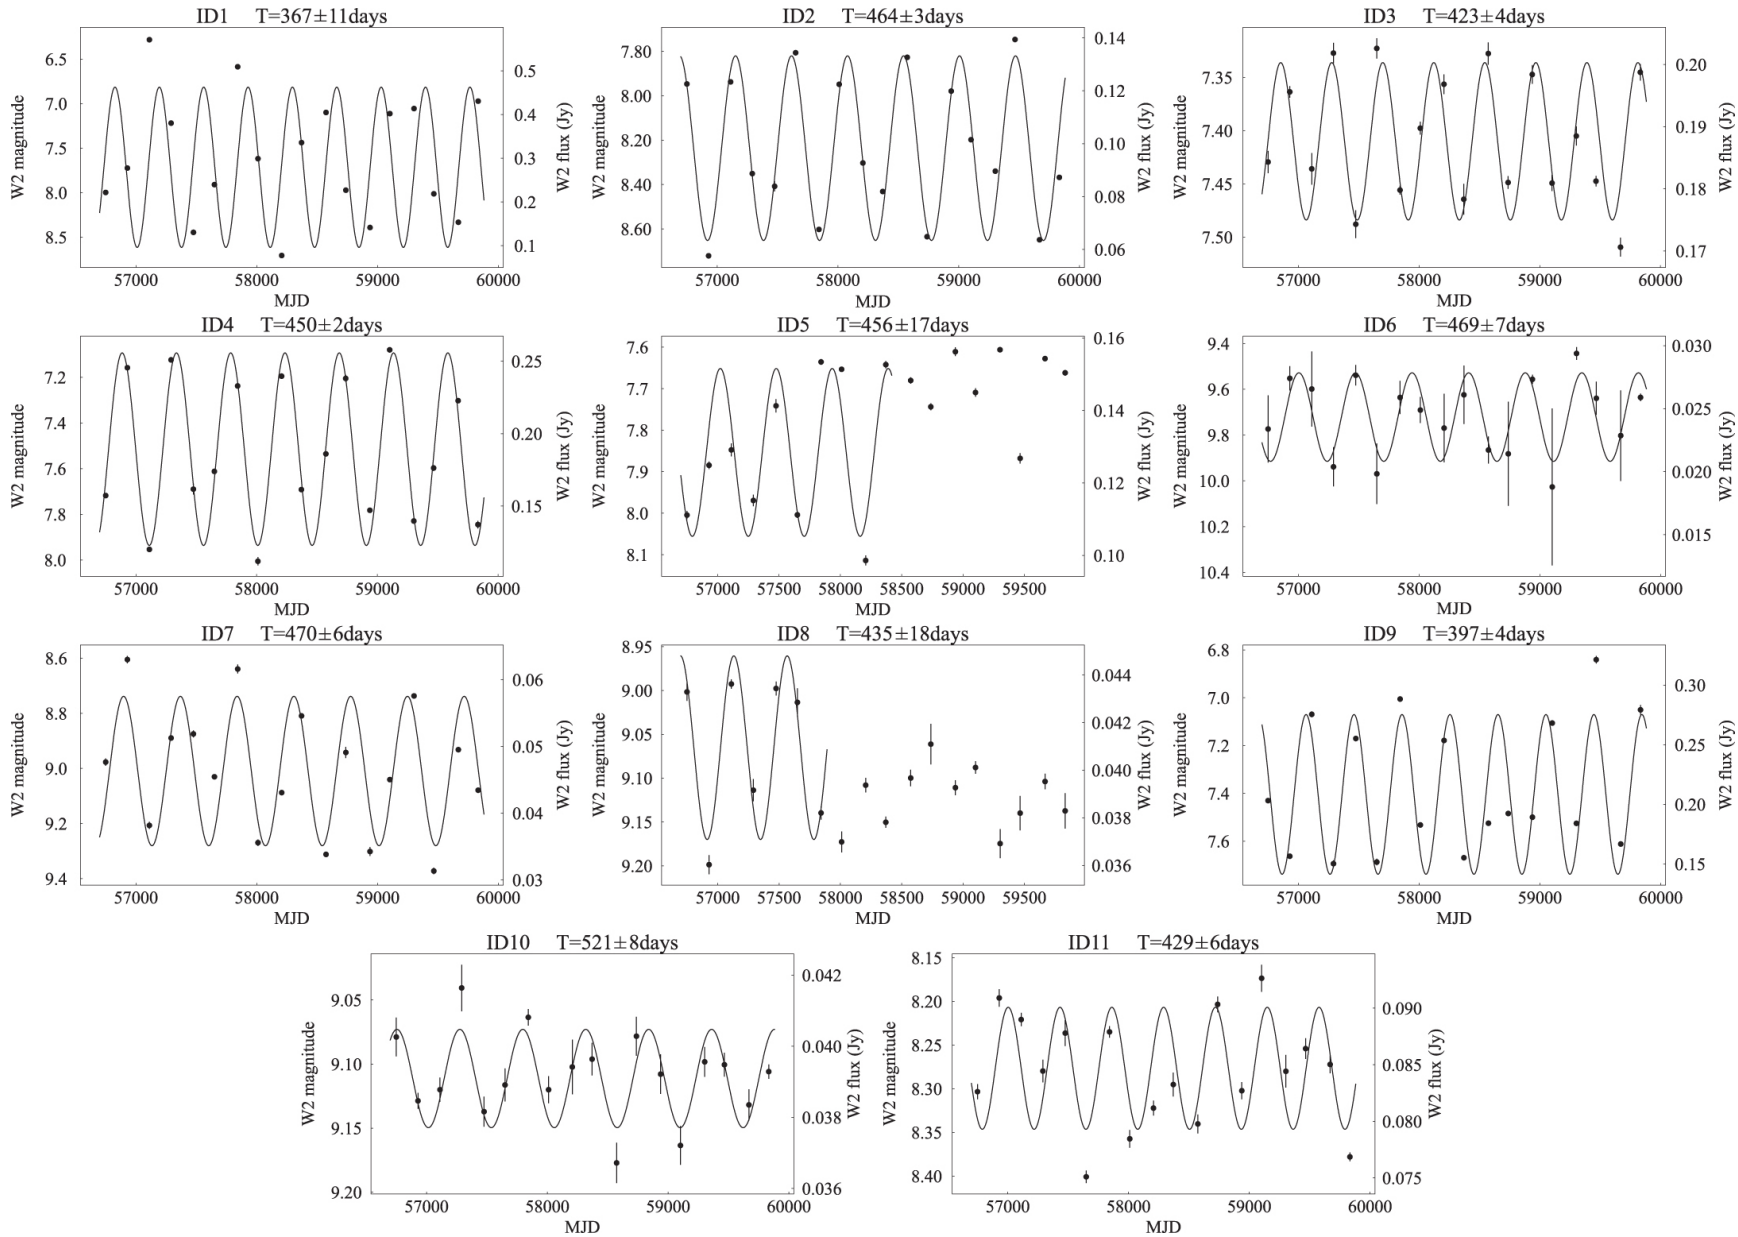 ID1 T=367±11days
W2 magnitude
6.5
7.0
7.5
8.0
8.5
0.5
0.4
0.3
0.2
0.1
W2 flux (Jy)
57000 58000 59000 60000
MJD
ID2 T=464±3days
W2 magnitude
7.80
8.00
8.20
8.40
8.60
0.14
0.12
0.10
0.08
0.06
W2 flux (Jy)
57000 58000 59000 60000
MJD
ID3 T=423±4days
W2 magnitude
7.35
7.40
7.45
7.50
0.20
0.19
0.18
0.17
W2 flux (Jy)
57000 58000 59000 60000
MJD
ID4 T=450±2days
W2 magnitude
7.2
7.4
7.6
7.8
8.0
0.25
0.20
0.15
W2 flux (Jy)
57000 58000 59000 60000
MJD
ID5 T=456±17days
W2 magnitude
7.6
7.7
7.8
7.9
8.0
8.1
0.16
0.14
0.12
0.10
W2 flux (Jy)
57000 57500 58000 58500 59000 59500
MJD
ID6 T=469±7days
W2 magnitude
9.4
9.6
9.8
10.0
10.2
10.4
0.030
0.025
0.020
0.015
W2 flux (Jy)
57000 58000 59000 60000
MJD
ID7 T=470±6days
W2 magnitude
8.6
8.8
9.0
9.2
9.4
0.06
0.05
0.04
0.03
W2 flux (Jy)
57000 58000 59000 60000
MJD
ID8 T=435±18days
W2 magnitude
8.95
9.00
9.05
9.10
9.15
9.20
0.044
0.042
0.040
0.038
0.036
W2 flux (Jy)
57000 57500 58000 58500 59000 59500
MJD
ID9 T=397±4days
W2 magnitude
6.8
7.0
7.2
7.4
7.6
0.30
0.25
0.20
0.15
W2 flux (Jy)
57000 58000 59000 60000
MJD
ID10 T=521±8days
W2 magnitude
9.05
9.10
9.15
9.20
0.042
0.040
0.038
0.036
W2 flux (Jy)
57000 58000 59000 60000
MJD
ID11 T=429±6days
W2 magnitude
8.15
8.20
8.25
8.30
8.35
8.40
0.090
0.085
0.080
0.075
W2 flux (Jy)
57000 58000 59000 60000
MJD